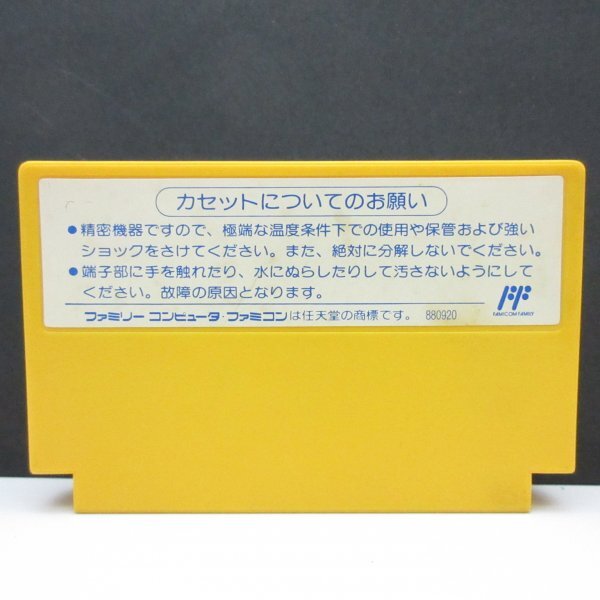 カセットについてのお願い
●精密機器ですので、極端な温度条件下での使用や保管および強い
ショックをさけてください。また、絶対に分解しないでください。
●端子部に手を触れたり、水にぬらしたりして汚さないようにして
ください。故障の原因となります。
ファミリーコンピュータ・ファミコンは任天堂の商標です。 880920
FF
FAMICOM FAMILY